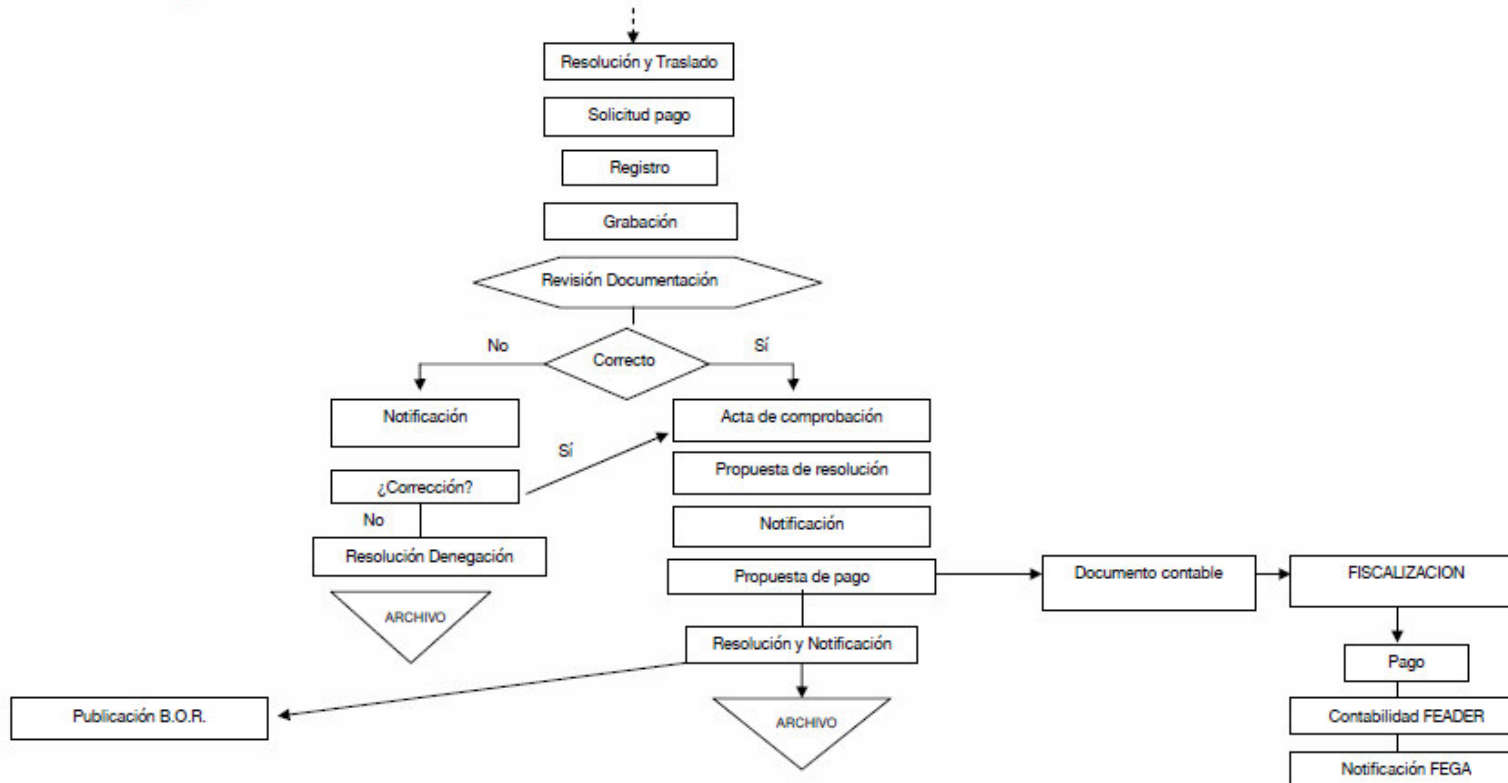 Resolución y Traslado
Solicitud pago
Registro
Grabación
Revisión Documentación
No
Correcto
Sí
Notificación
Acta de comprobación
Sí
Propuesta de resolución
¿Corrección?
No
Notificación
Resolución Denegación
Propuesta de pago
Documento contable
FISCALIZACION
ARCHIVO
Resolución y Notificación
Pago
Publicación B.O.R.
ARCHIVO
Contabilidad FEADER
Notificación FEGA